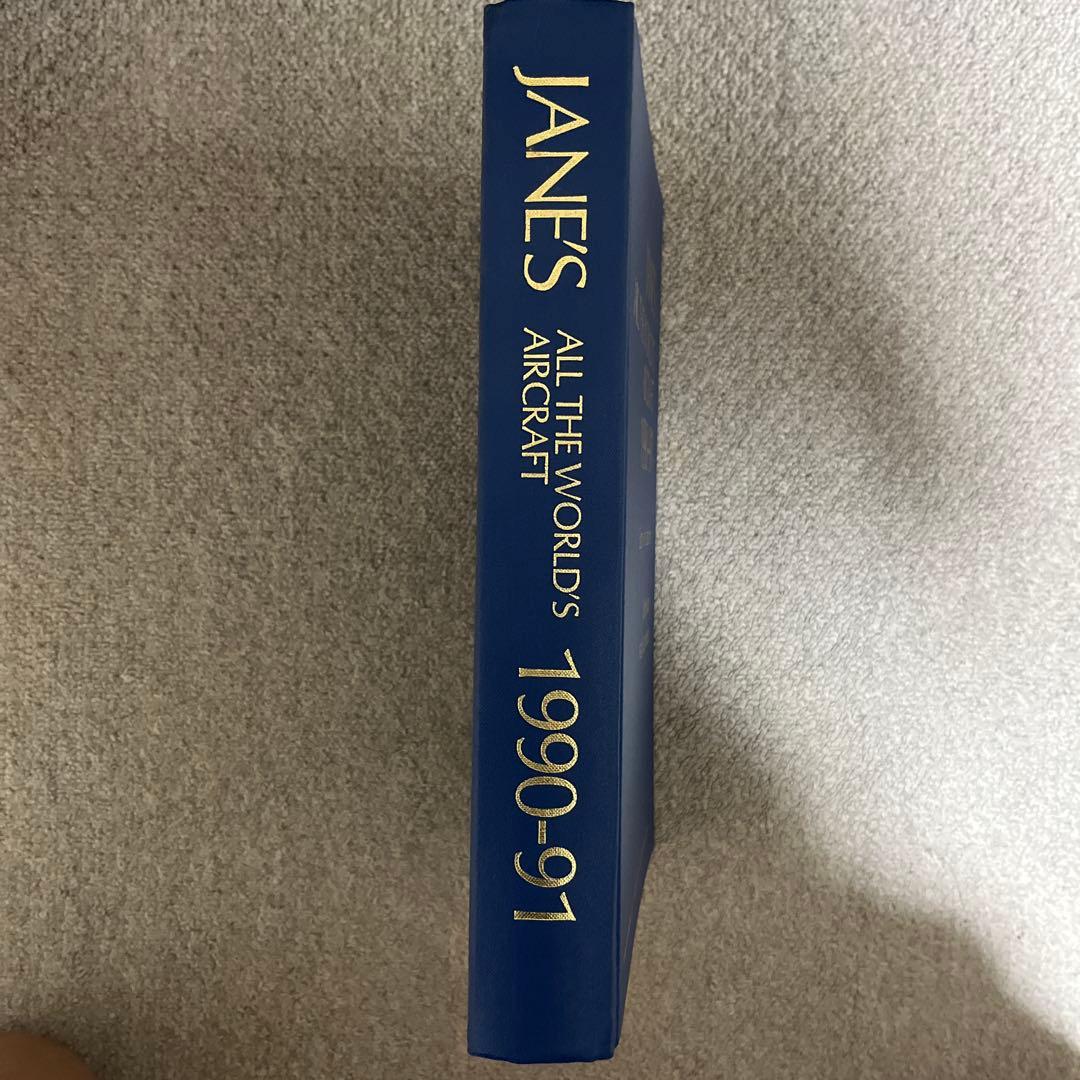 JANE'S
ALL THE WORLD'S
AIRCRAFT
1990-91